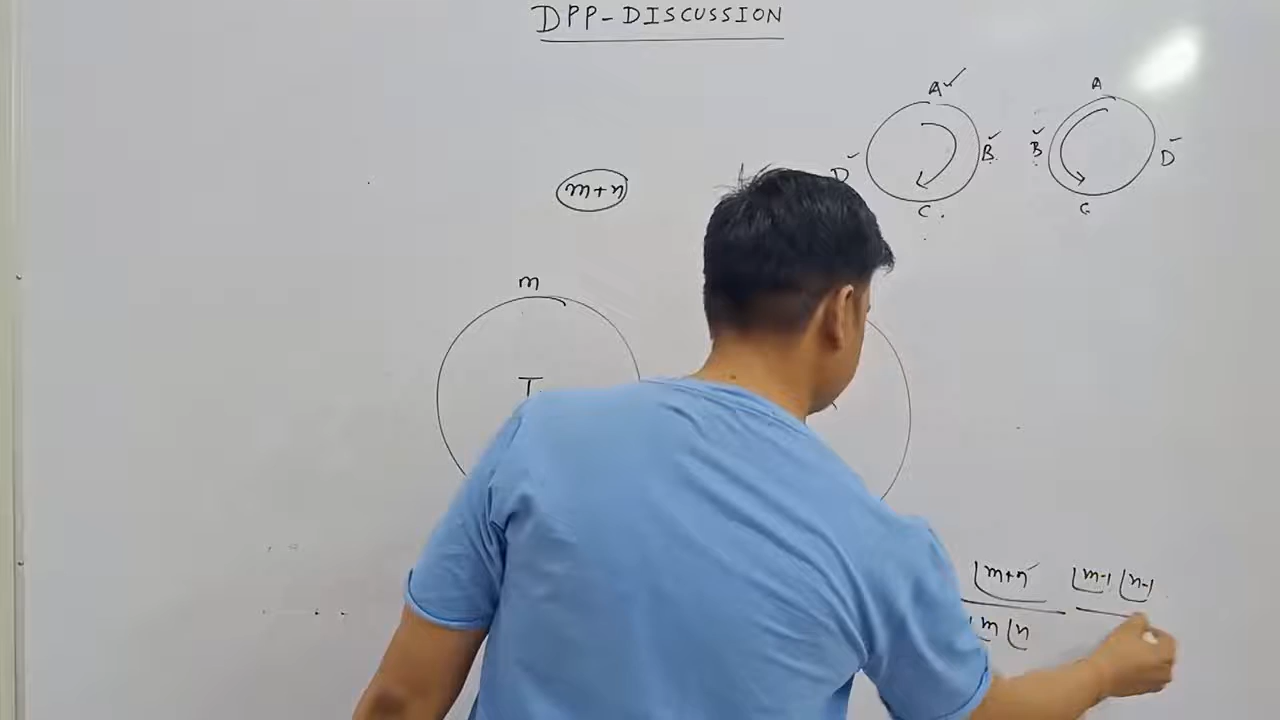 DPP-DISCUSSION
A
A
D
B
B
D
C
C
m+n
m
T
⌊m+n ⌊m-1 ⌊n-1
⌊m ⌊n